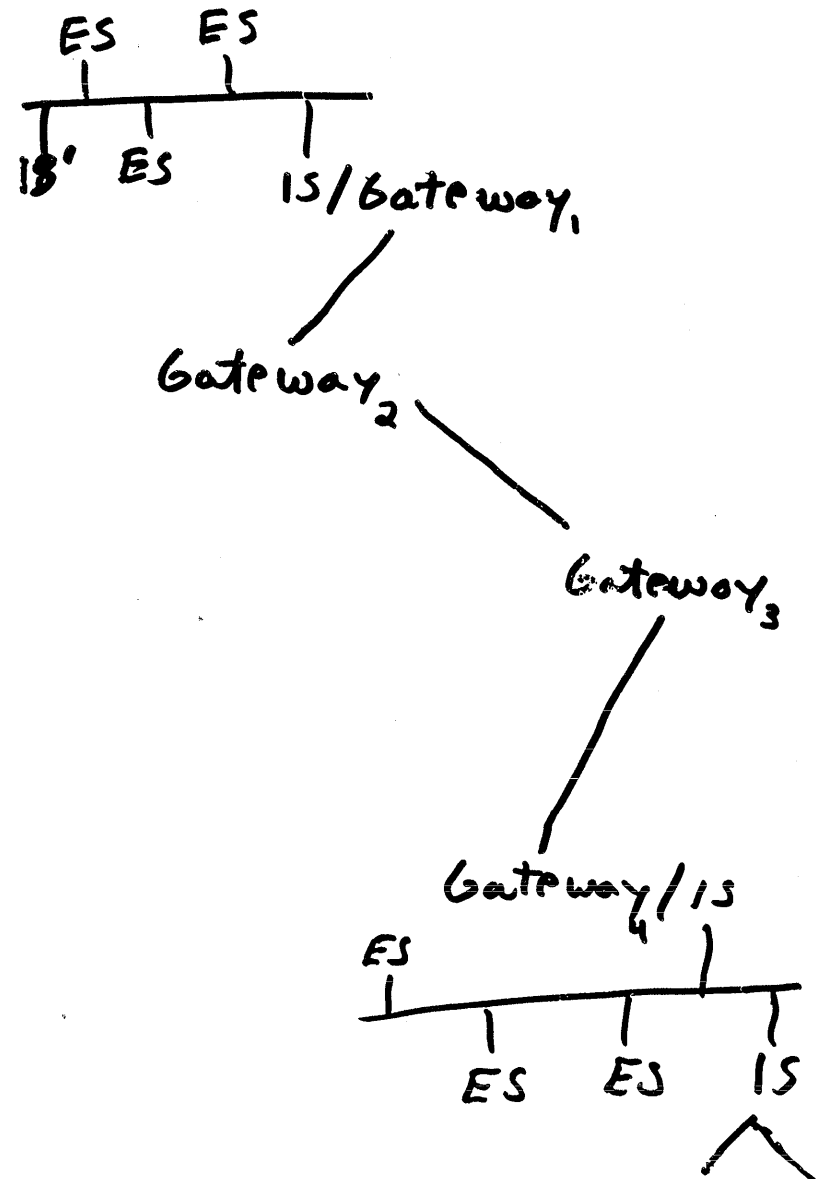 ES ES
IS' ES IS/Gateway1
Gateway2
Gateway3
Gateway4/IS
ES
ES ES IS